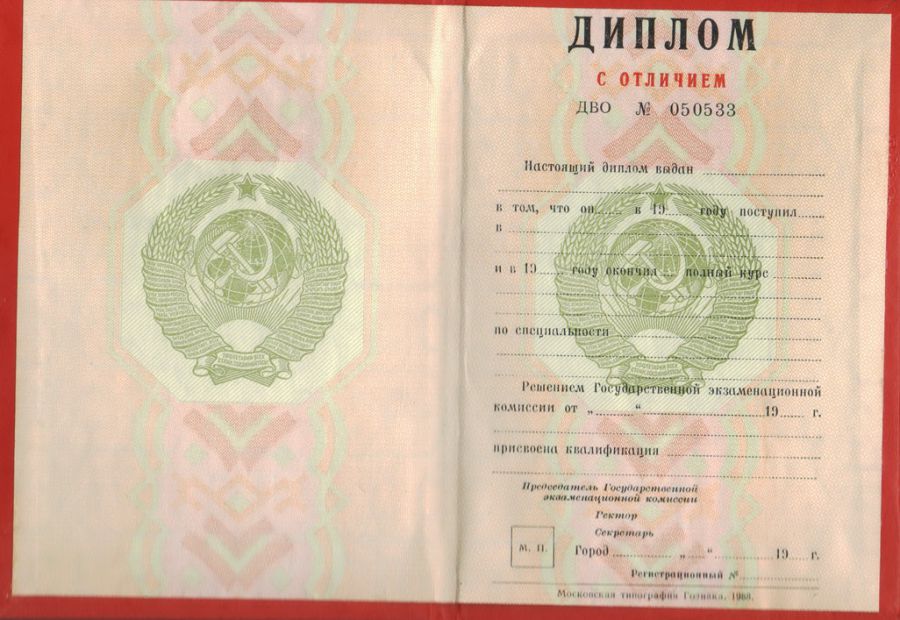 ДИПЛОМ
С ОТЛИЧИЕМ
ДВО № 050533
Настоящий диплом выдан
в том, что он в 19 году поступил
в
и в 19 году окончил полный курс
по специальности
Решением Государственной экзаменационной
комиссии от „ “ 19 г.
присвоена квалификация
Председатель Государственной
экзаменационной комиссии
Ректор
Секретарь
М. П.
Город „ “ 19 г.
Регистрационный №
Московская типография Гознака. 1988.